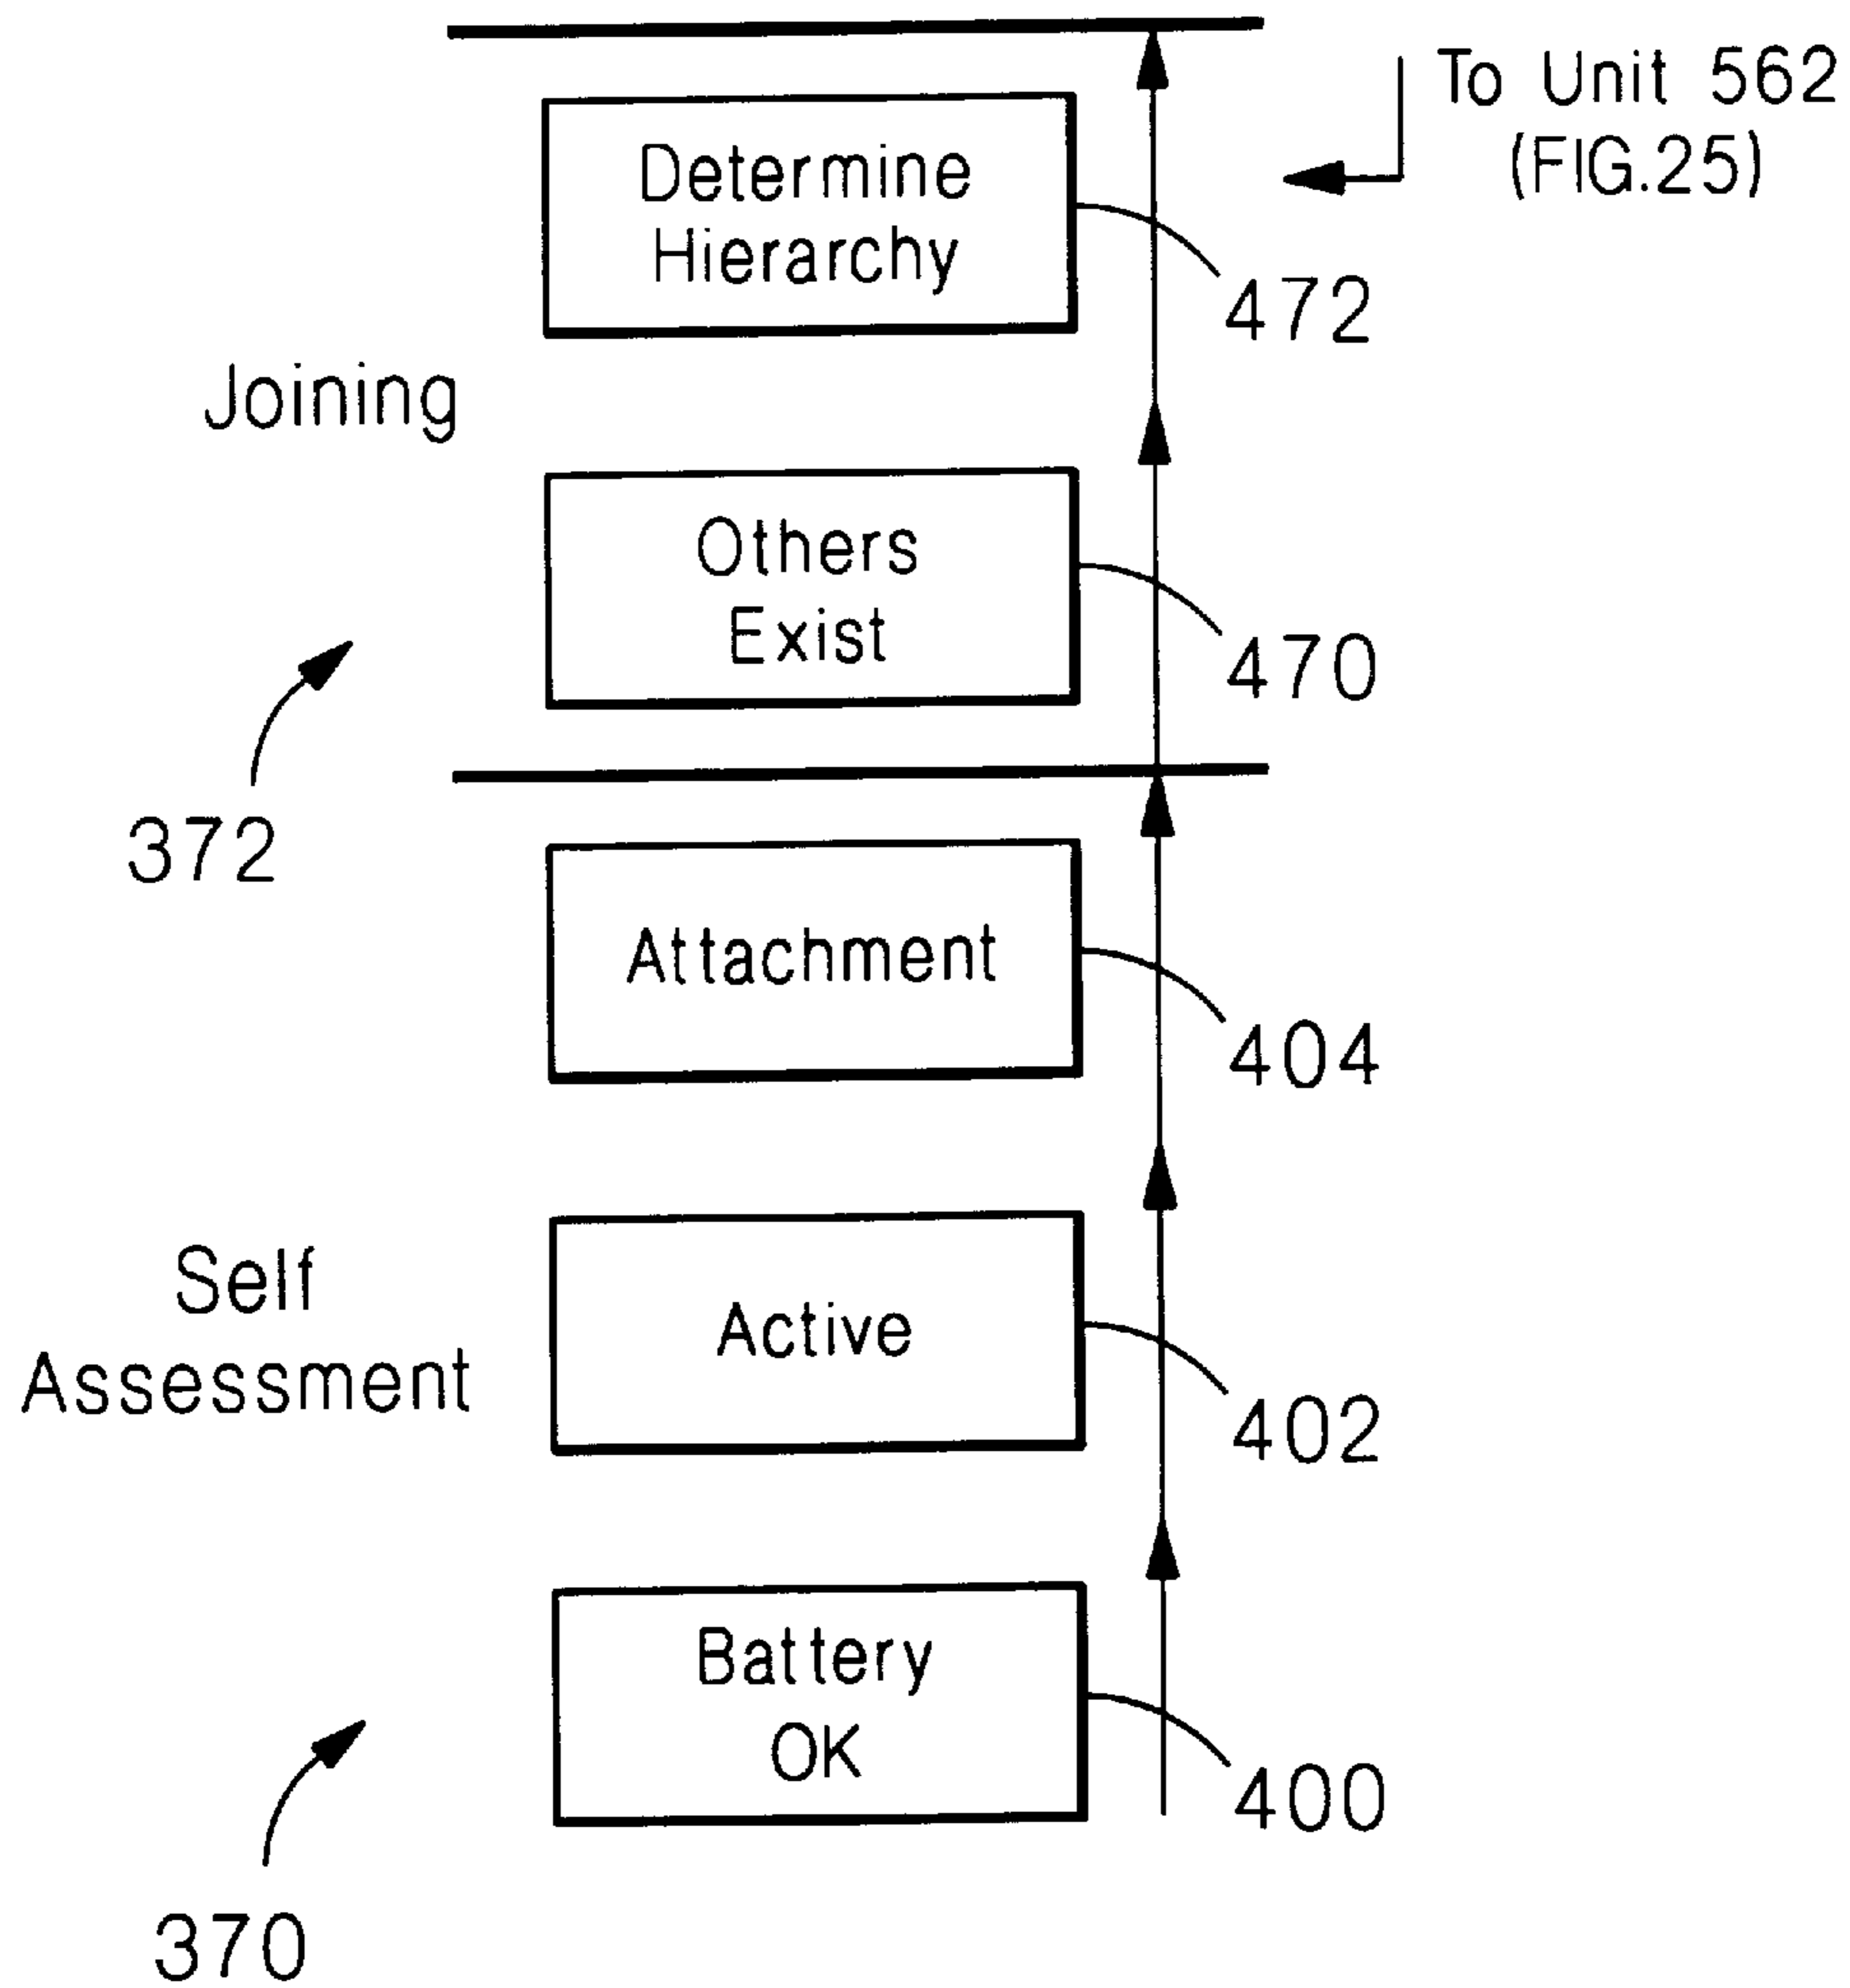 To Unit 562
(FIG.25)
Determine
Hierarchy
472
Joining
Others
Exist
470
372
Attachment
404
Self
Assessment
Active
402
Battery
OK
400
370